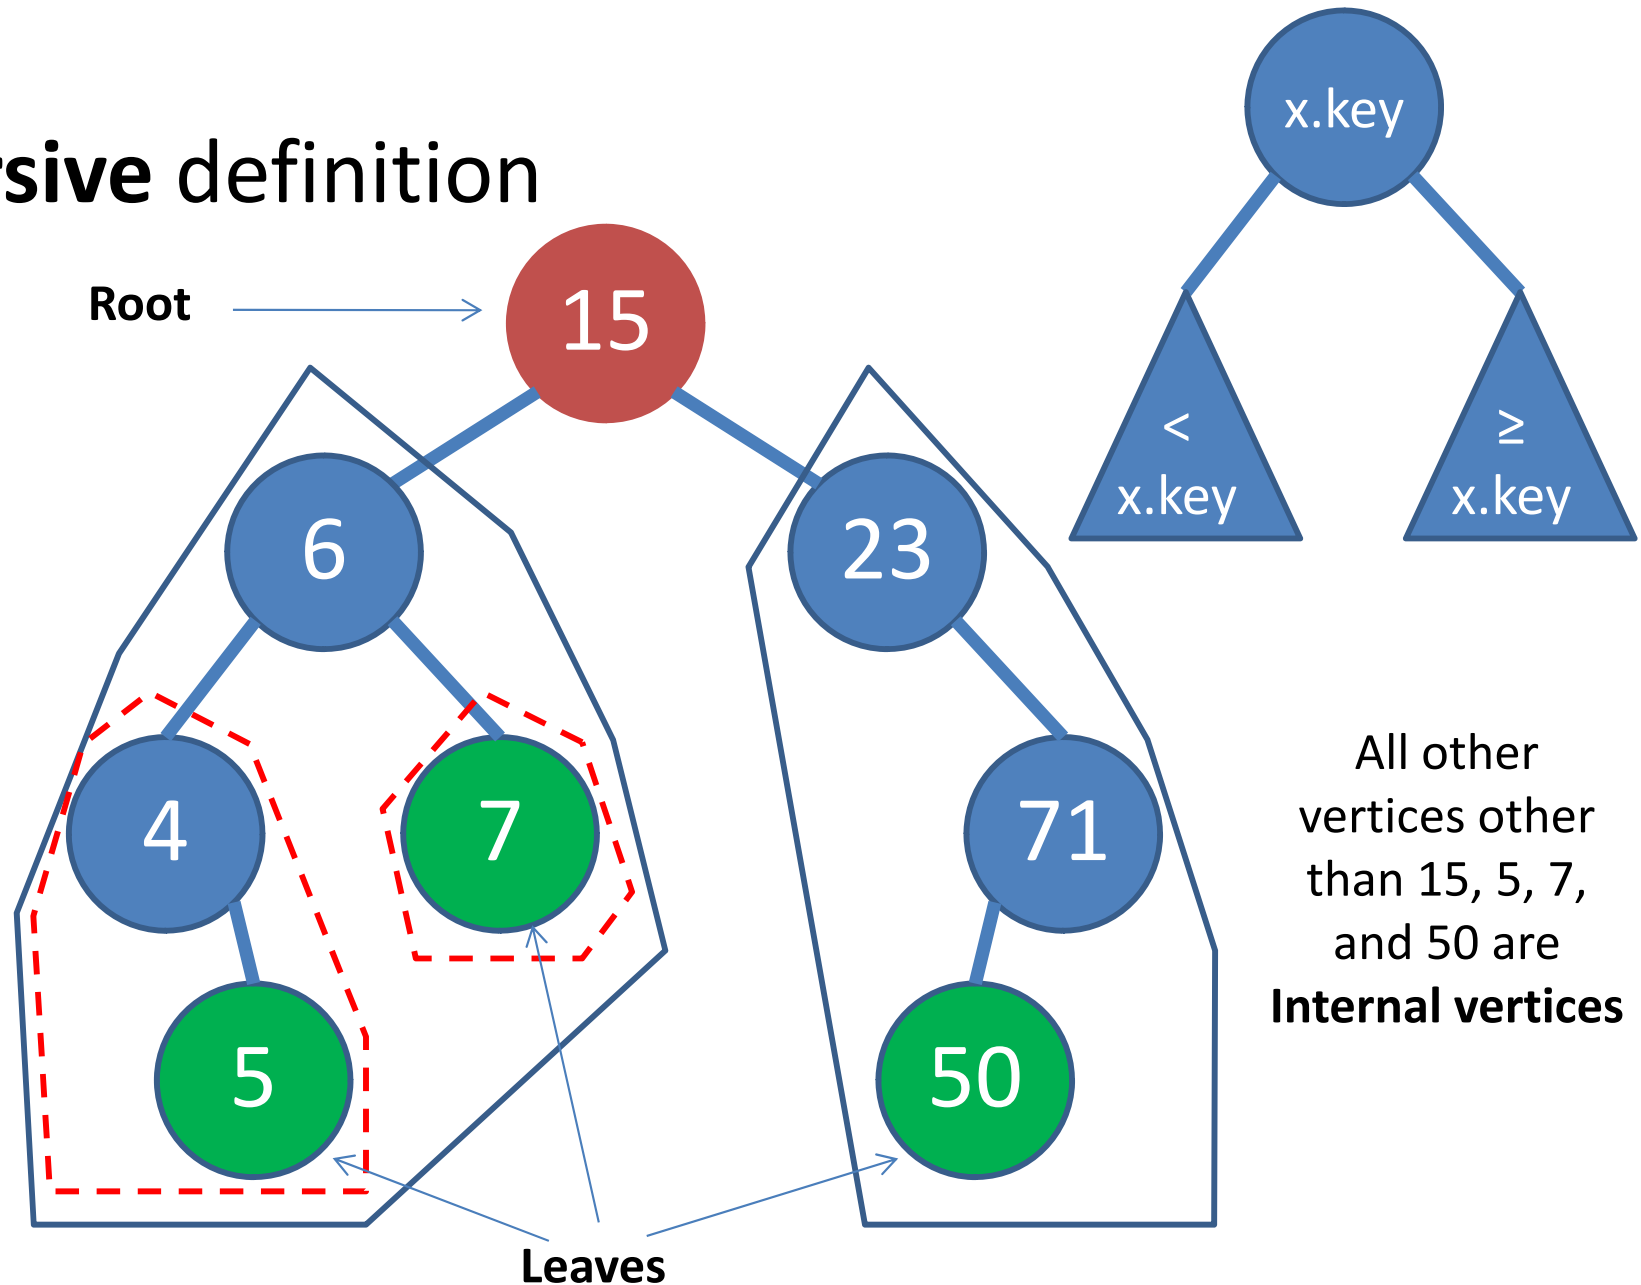 x.key
rsive definition
Root
15
<
x.key
≥
x.key
6
23
4
7
71
All other
vertices other
than 15, 5, 7,
and 50 are
Internal vertices
5
50
Leaves